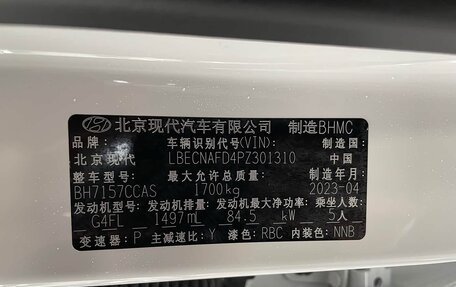 北京现代汽车有限公司 制造BHMC
品牌: 车辆识别代号(VIN): 制造国:
北京现代 LBECNAFD4PZ301310 中国
整车型号: 最大允许总质量: 制造年月:
BH7157CCAS 1700kg 2023-04
发动机型号: 发动机排量: 发动机最大净功率: 乘坐人数:
G4FL 1497mL 84.5 kW 5人
变速器: P 主减速比: Y 漆色: RBC 内装色: NNB